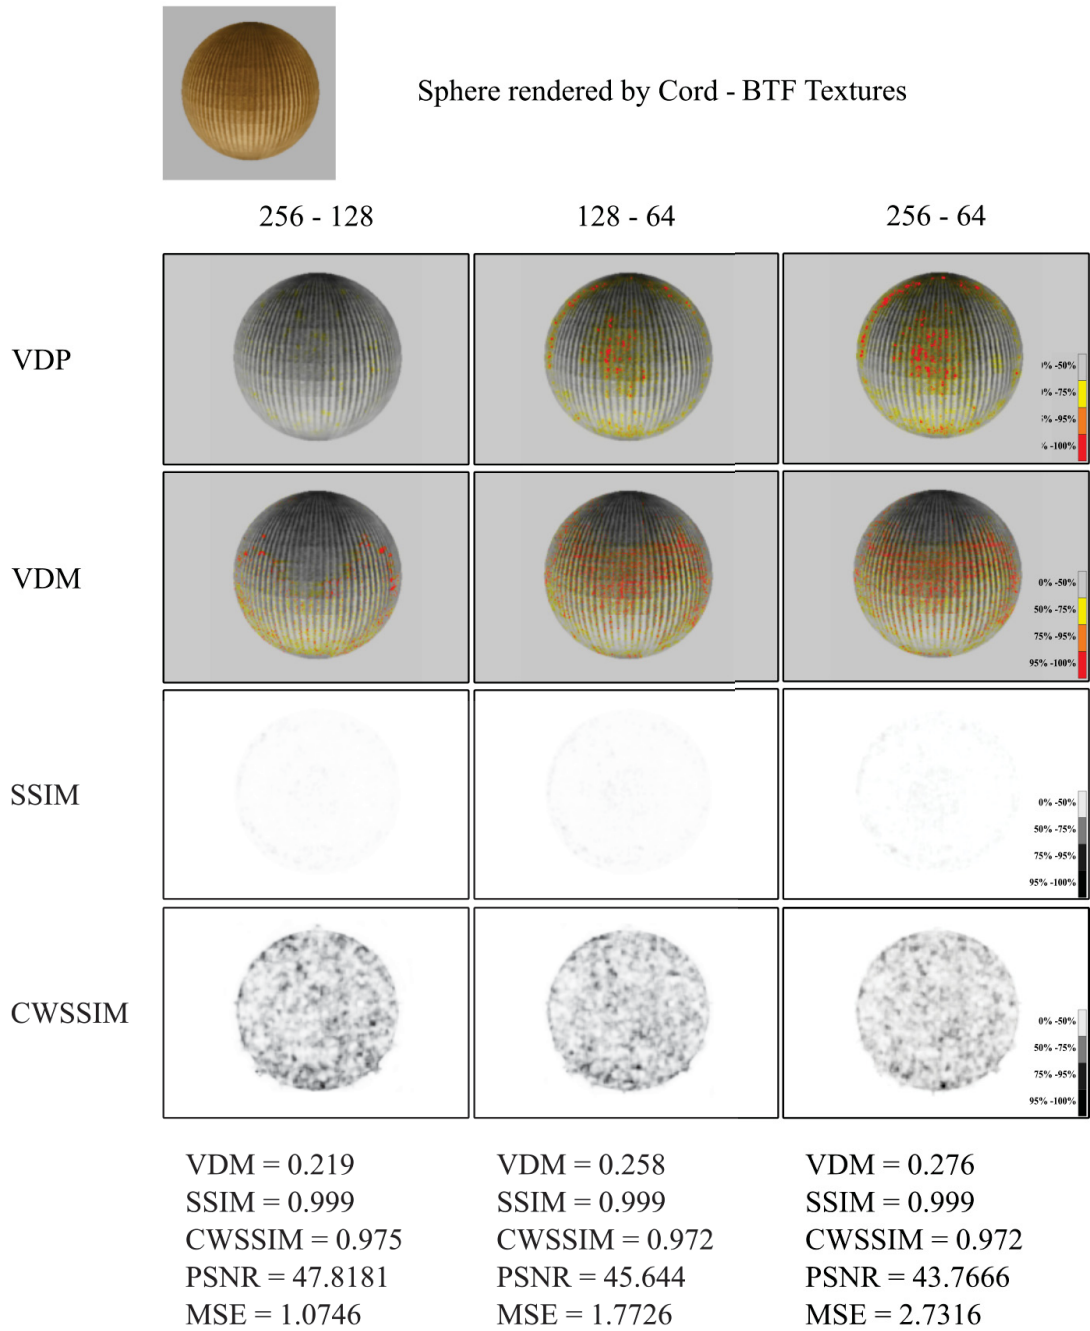 Sphere rendered by Cord - BTF Textures
256 - 128
128 - 64
256 - 64
VDP
% -50%
% -75%
% -95%
% -100%
VDM
0% -50%
50% -75%
75% -95%
95% -100%
SSIM
0% -50%
50% -75%
75% -95%
95% -100%
CWSSIM
0% -50%
50% -75%
75% -95%
95% -100%
VDM = 0.219
SSIM = 0.999
CWSSIM = 0.975
PSNR = 47.8181
MSE = 1.0746
VDM = 0.258
SSIM = 0.999
CWSSIM = 0.972
PSNR = 45.644
MSE = 1.7726
VDM = 0.276
SSIM = 0.999
CWSSIM = 0.972
PSNR = 43.7666
MSE = 2.7316